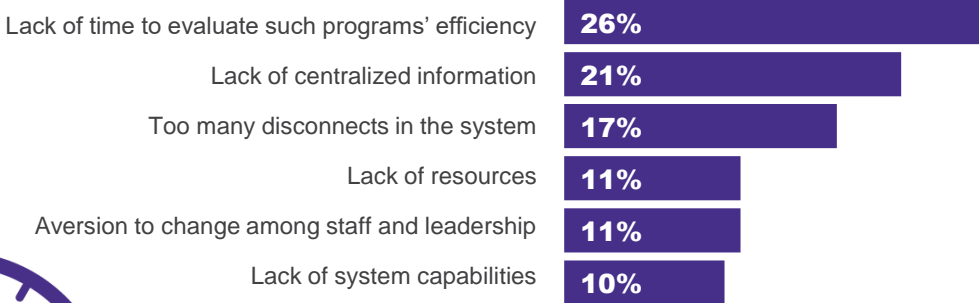 Lack of time to evaluate such programs’ efficiency 26%
Lack of centralized information 21%
Too many disconnects in the system 17%
Lack of resources 11%
Aversion to change among staff and leadership 11%
Lack of system capabilities 10%